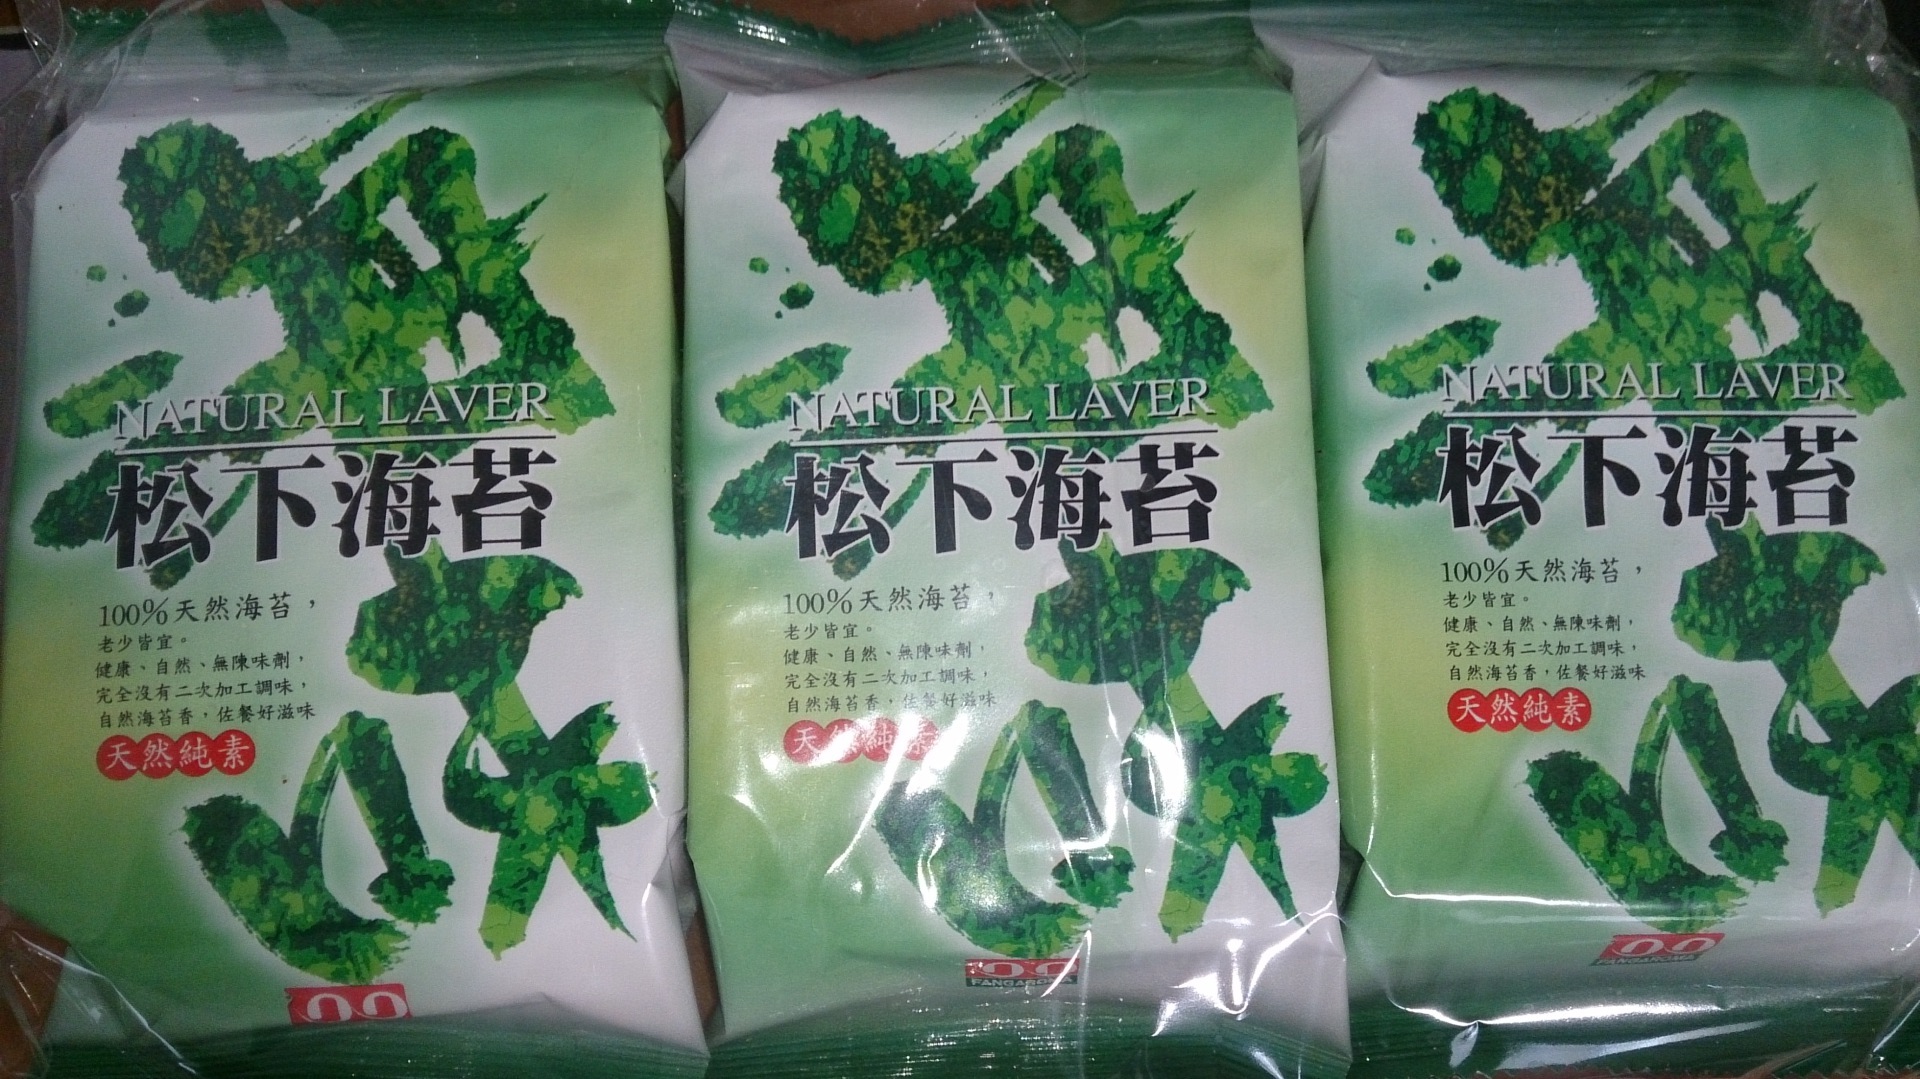 NATURAL LAVER
松下海苔
100%天然海苔，
老少皆宜。
健康、自然、無陳味劑，
完全沒有二次加工調味，
自然海苔香，佐餐好滋味
天然純素
NATURAL LAVER
松下海苔
100%天然海苔，
老少皆宜。
健康、自然、無陳味劑，
完全沒有二次加工調味，
自然海苔香，佐餐好滋味
天然純素
FANGAROMA
NATURAL LAVER
松下海苔
100%天然海苔，
老少皆宜。
健康、自然、無陳味劑，
完全沒有二次加工調味，
自然海苔香，佐餐好滋味
天然純素
FANGAROMA